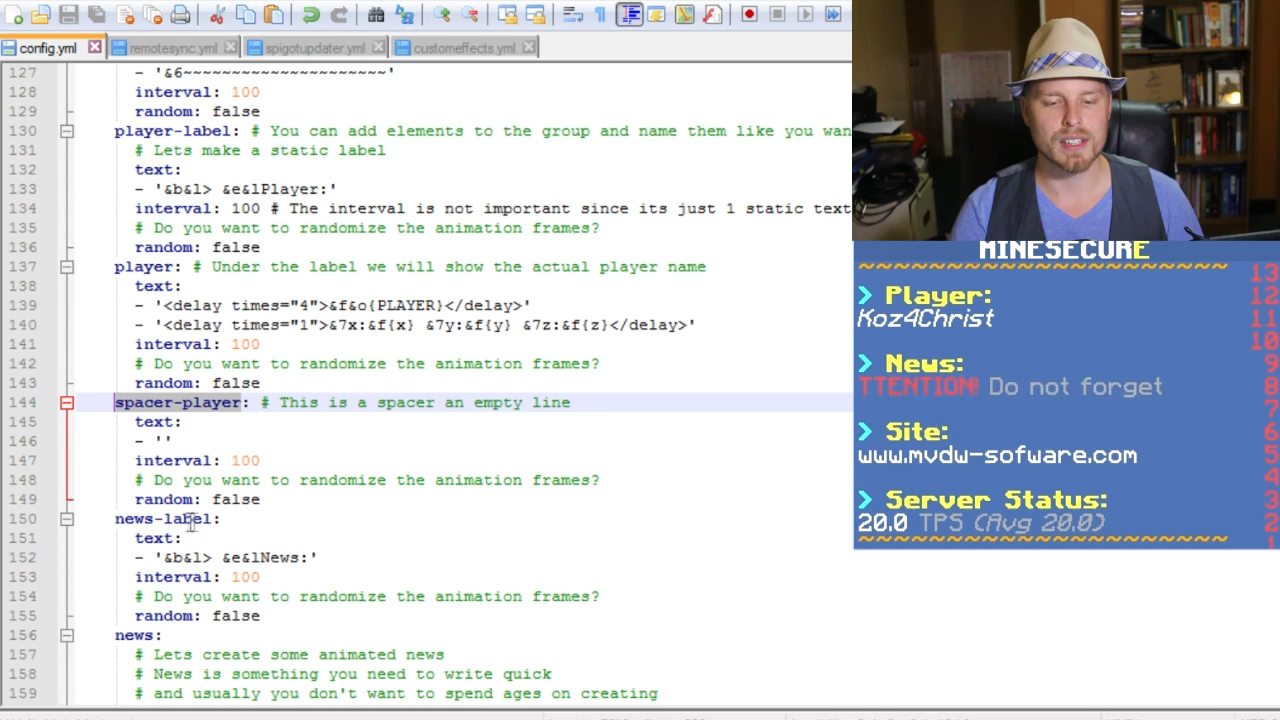 config.yml remotesync.yml spigotupdater.yml customeffects.yml
127 - '&6~~~~~~~~~~~~~~~~~~~~~'
128 interval: 100
129 random: false
130 player-label: # You can add elements to the group and name them like you wan
131 # Lets make a static label
132 text:
133 - '&b&l> &e&lPlayer:'
134 interval: 100 # The interval is not important since its just 1 static text
135 # Do you want to randomize the animation frames?
136 random: false
137 player: # Under the label we will show the actual player name
138 text:
139 - '<delay times="4">&f&o{PLAYER}</delay>'
140 - '<delay times="1">&7x:&f{x} &7y:&f{y} &7z:&f{z}</delay>'
141 interval: 100
142 # Do you want to randomize the animation frames?
143 random: false
144 spacer-player: # This is a spacer an empty line
145 text:
146 - ''
147 interval: 100
148 # Do you want to randomize the animation frames?
149 random: false
150 news-label:
151 text:
152 - '&b&l> &e&lNews:'
153 interval: 100
154 # Do you want to randomize the animation frames?
155 random: false
156 news:
157 # Lets create some animated news
158 # News is something you need to write quick
159 # and usually you don't want to spend ages on creating
MINESECURE
~~~~~~~~~~~~~~~~~~~~~ 13
> Player: 12
Koz4Christ 11
10
> News: 9
TTENTION! Do not forget 8
7
> Site: 6
www.mvdw-sofware.com 5
4
> Server Status: 3
20.0 TPS (Avg 20.0) 2
~~~~~~~~~~~~~~~~~~~~~ 1